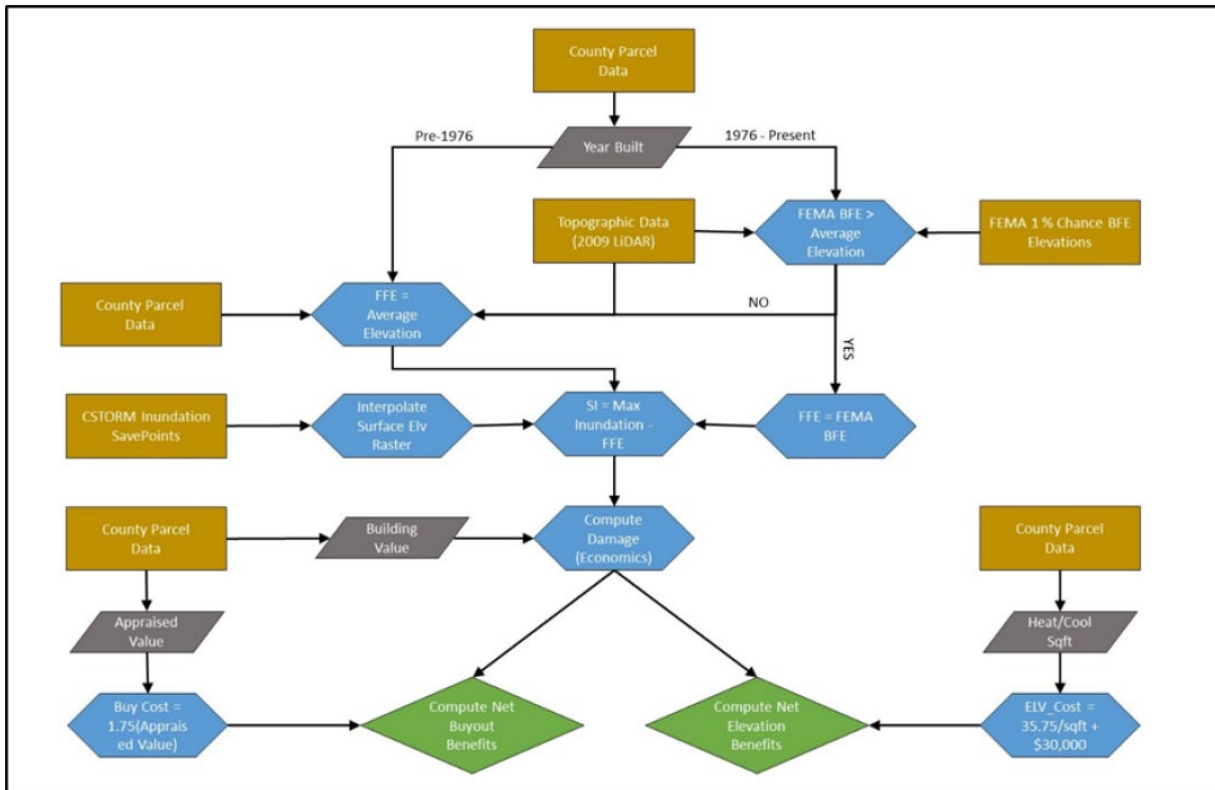 County Parcel
Data
Pre-1976
Year Built
1976 - Present
Topographic Data
(2009 LiDAR)
FEMA BFE >
Average
Elevation
FEMA 1 % Chance BFE
Elevations
County Parcel
Data
FFE =
Average
Elevation
NO
YES
CSTORM Inundation
SavePoints
Interpolate
Surface Elv
Raster
SI = Max
Inundation -
FFE
FFE = FEMA
BFE
County Parcel
Data
Building
Value
Compute
Damage
(Economics)
County Parcel
Data
Appraised
Value
Heat/Cool
Sqft
Buy Cost =
1.75(Apprais
ed Value)
Compute Net
Buyout
Benefits
Compute Net
Elevation
Benefits
ELV_Cost =
35.75/sqft +
$30,000